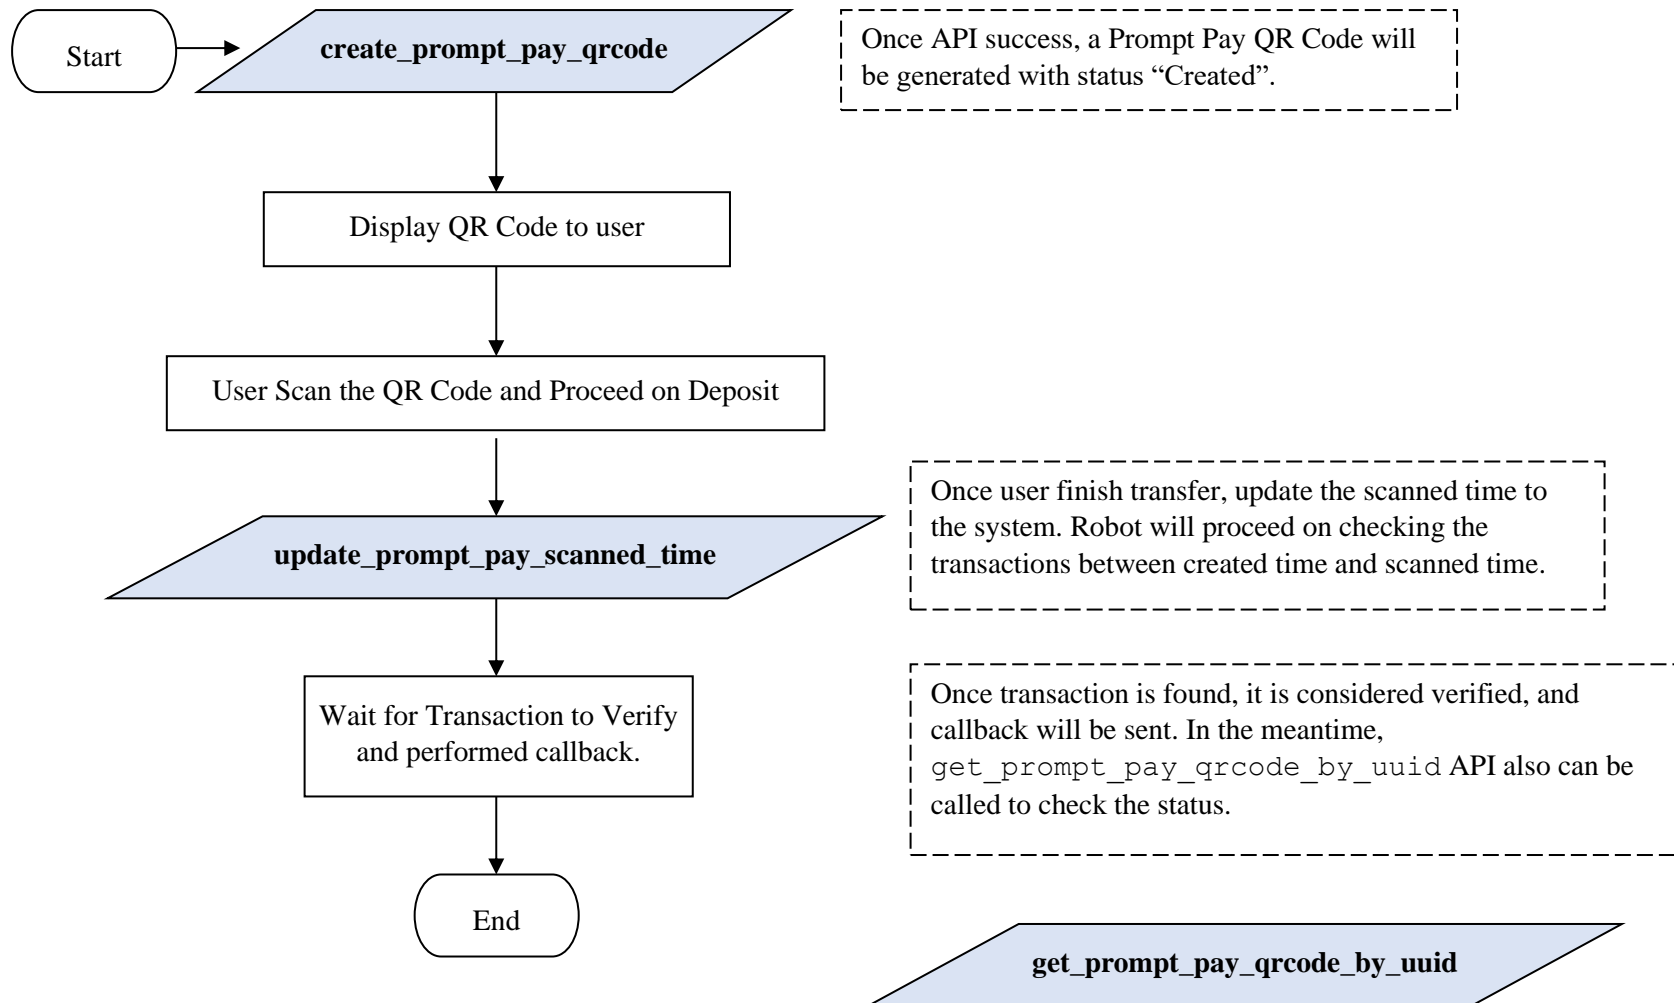 Start
create_prompt_pay_qrcode
Once API success, a Prompt Pay QR Code will
be generated with status “Created”.
Display QR Code to user
User Scan the QR Code and Proceed on Deposit
Once user finish transfer, update the scanned time to
the system. Robot will proceed on checking the
transactions between created time and scanned time.
update_prompt_pay_scanned_time
Wait for Transaction to Verify
and performed callback.
Once transaction is found, it is considered verified, and
callback will be sent. In the meantime,
get_prompt_pay_qrcode_by_uuid API also can be
called to check the status.
End
get_prompt_pay_qrcode_by_uuid